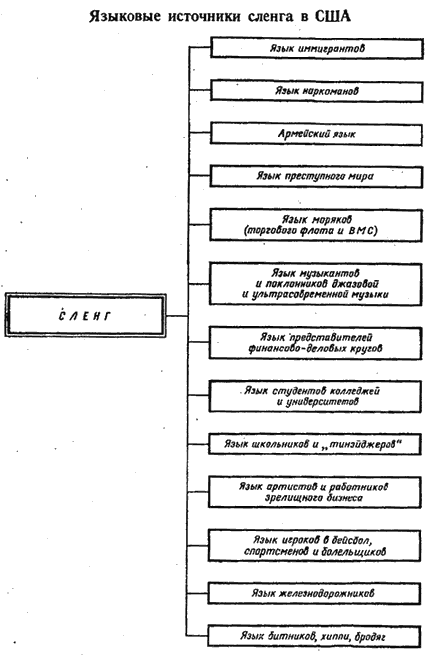 Языковые источники сленга в США
Язык иммигрантов
Язык наркоманов
Армейский язык
Язык преступного мира
Язык моряков
(торгового флота и ВМС)
Язык музыкантов
и поклонников джазовой
и ультрасовременной музыки
СЛЕНГ
Язык представителей
финансово-деловых кругов
Язык студентов колледжей
и университетов
Язык школьников и „тинэйджеров"
Язык артистов и работников
зрелищного бизнеса
Язык игроков в бейсбол,
спортсменов и болельщиков
Язык железнодорожников
Язык битников, хиппи, бродяг